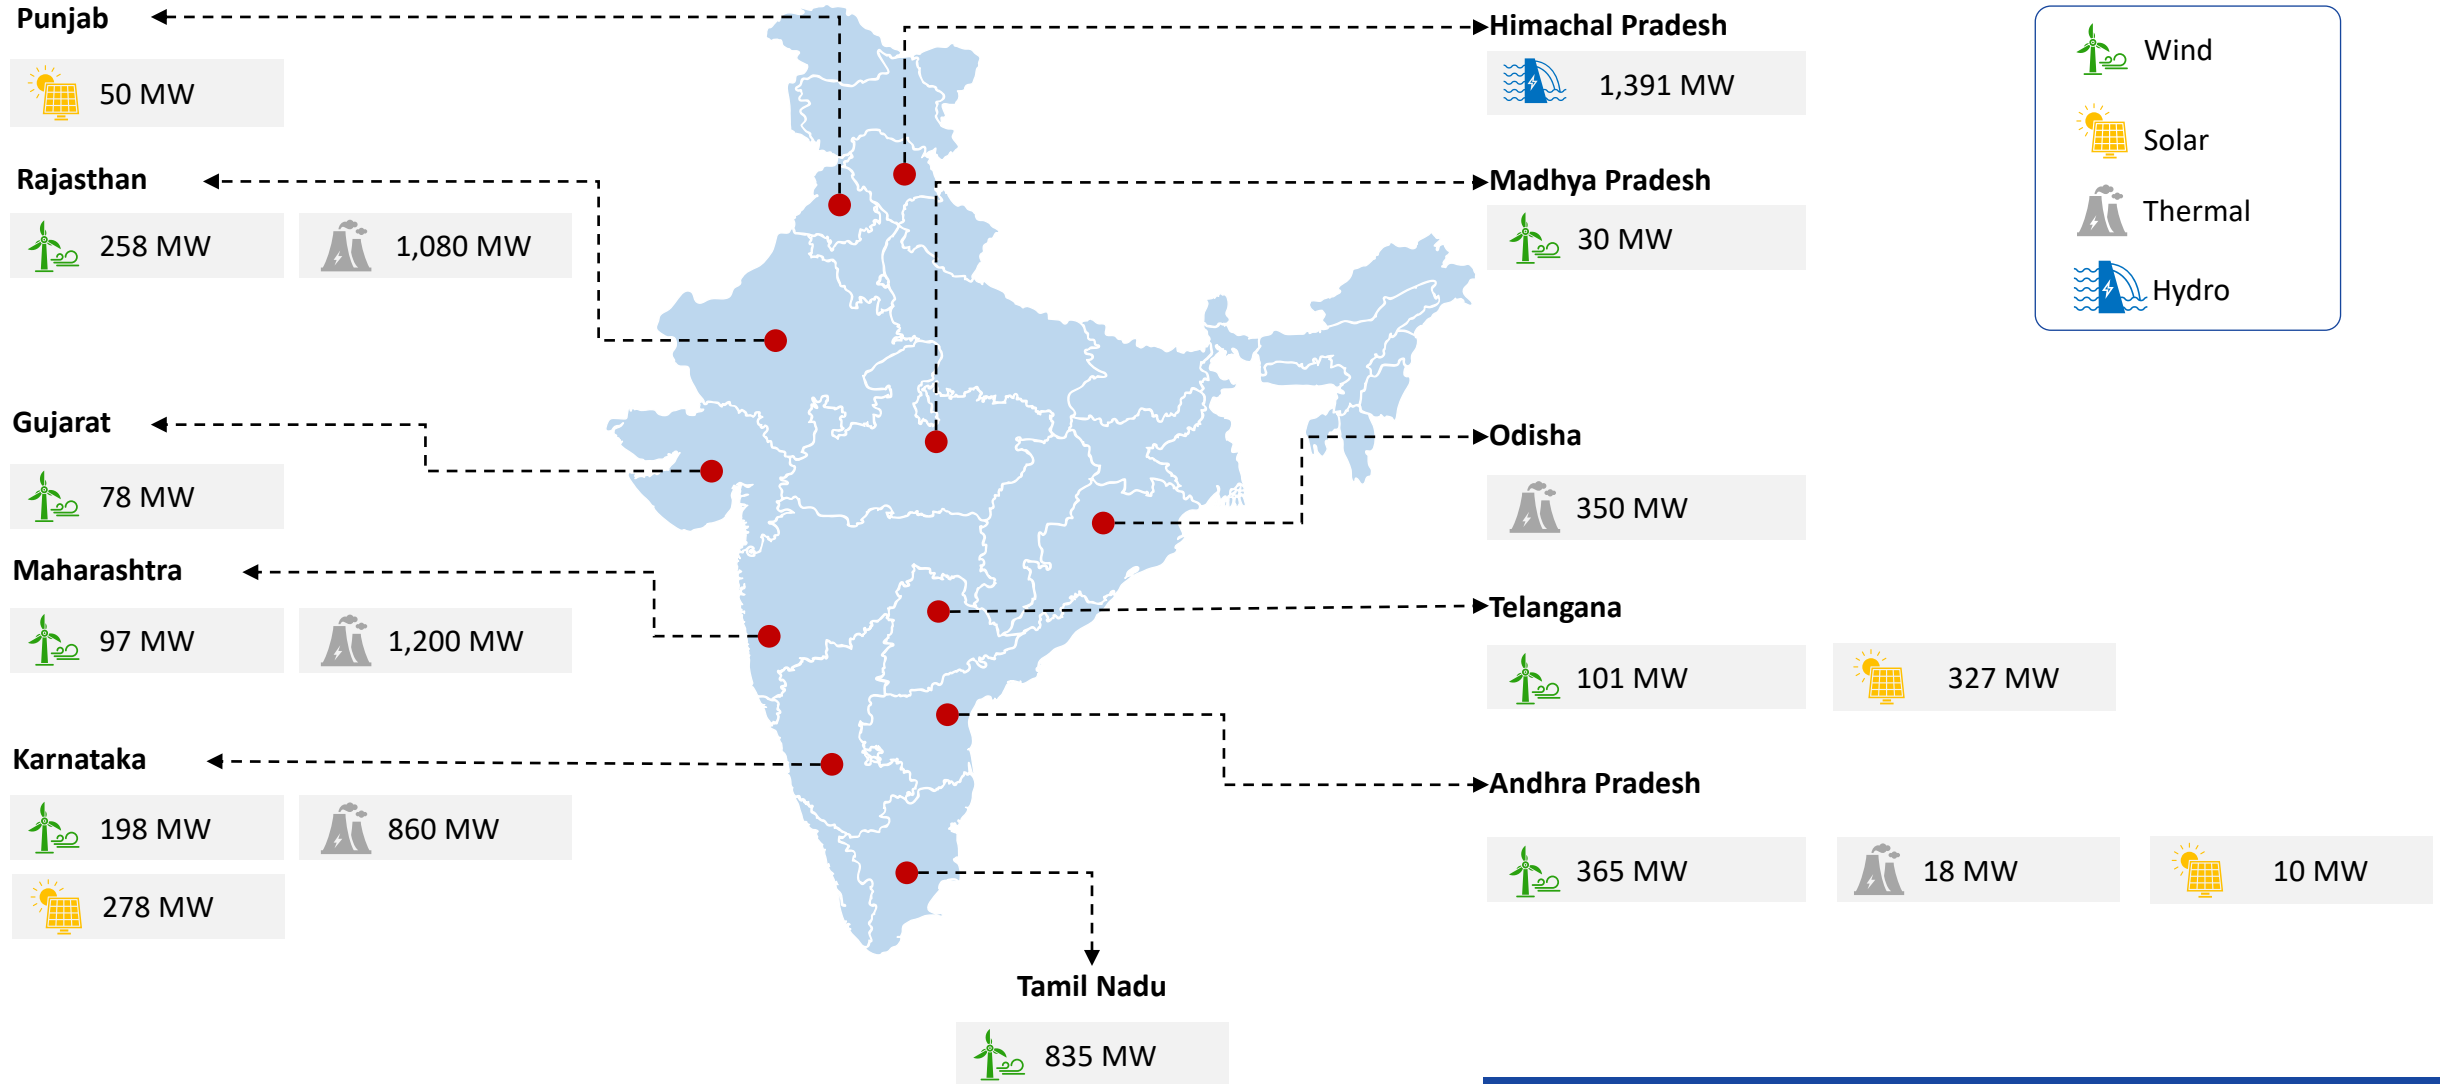 Punjab
50 MW
Rajasthan
258 MW
1,080 MW
Gujarat
78 MW
Maharashtra
97 MW
1,200 MW
Karnataka
198 MW
860 MW
278 MW
Tamil Nadu
835 MW
Himachal Pradesh
1,391 MW
Madhya Pradesh
30 MW
Odisha
350 MW
Telangana
101 MW
327 MW
Andhra Pradesh
365 MW
18 MW
10 MW
Wind
Solar
Thermal
Hydro